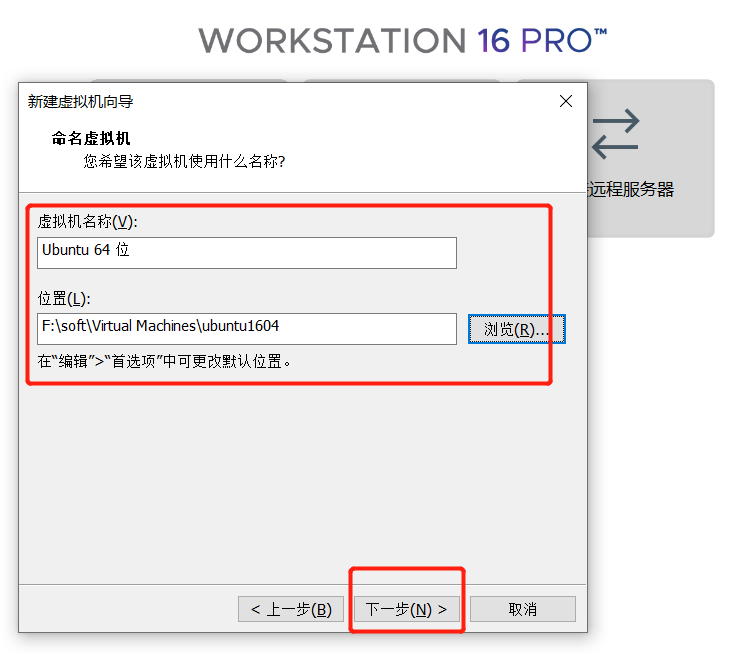 WORKSTATION 16 PRO™
新建虚拟机向导
命名虚拟机
您希望该虚拟机使用什么名称?
远程服务器
虚拟机名称(V):
Ubuntu 64 位
位置(L):
F:\soft\Virtual Machines\ubuntu1604
浏览(R)...
在“编辑”>“首选项”中可更改默认位置。
< 上一步(B)
下一步(N) >
取消